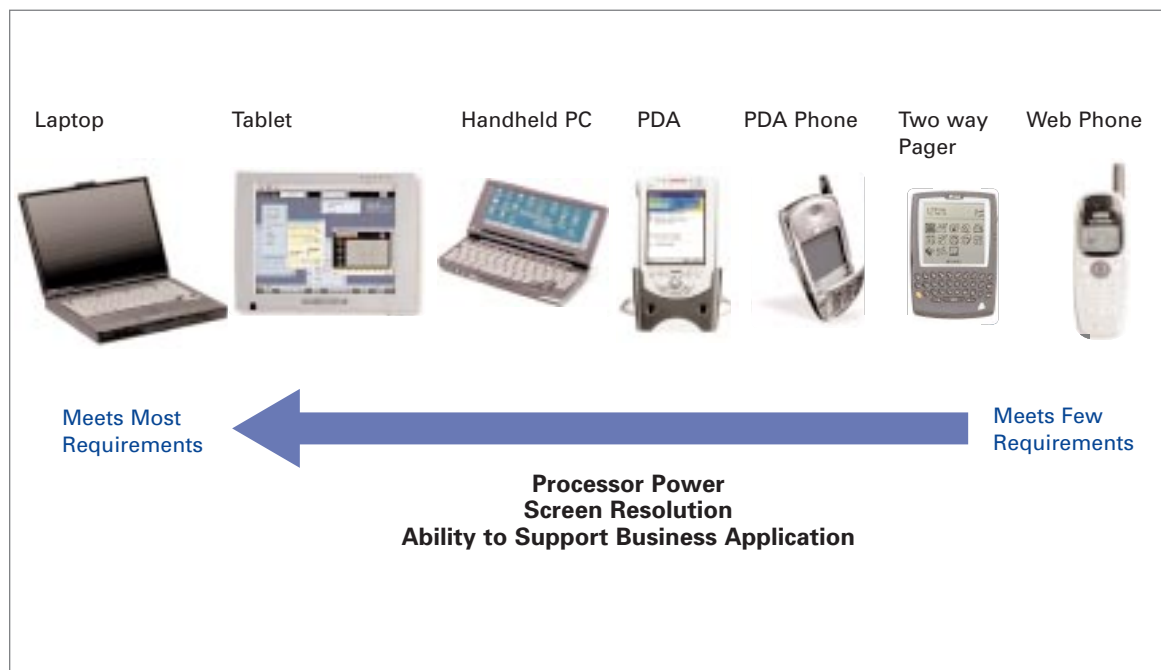 Laptop
Tablet
Handheld PC
PDA
PDA Phone
Two way
Pager
Web Phone
Meets Most
Requirements
Meets Few
Requirements
Processor Power
Screen Resolution
Ability to Support Business Application